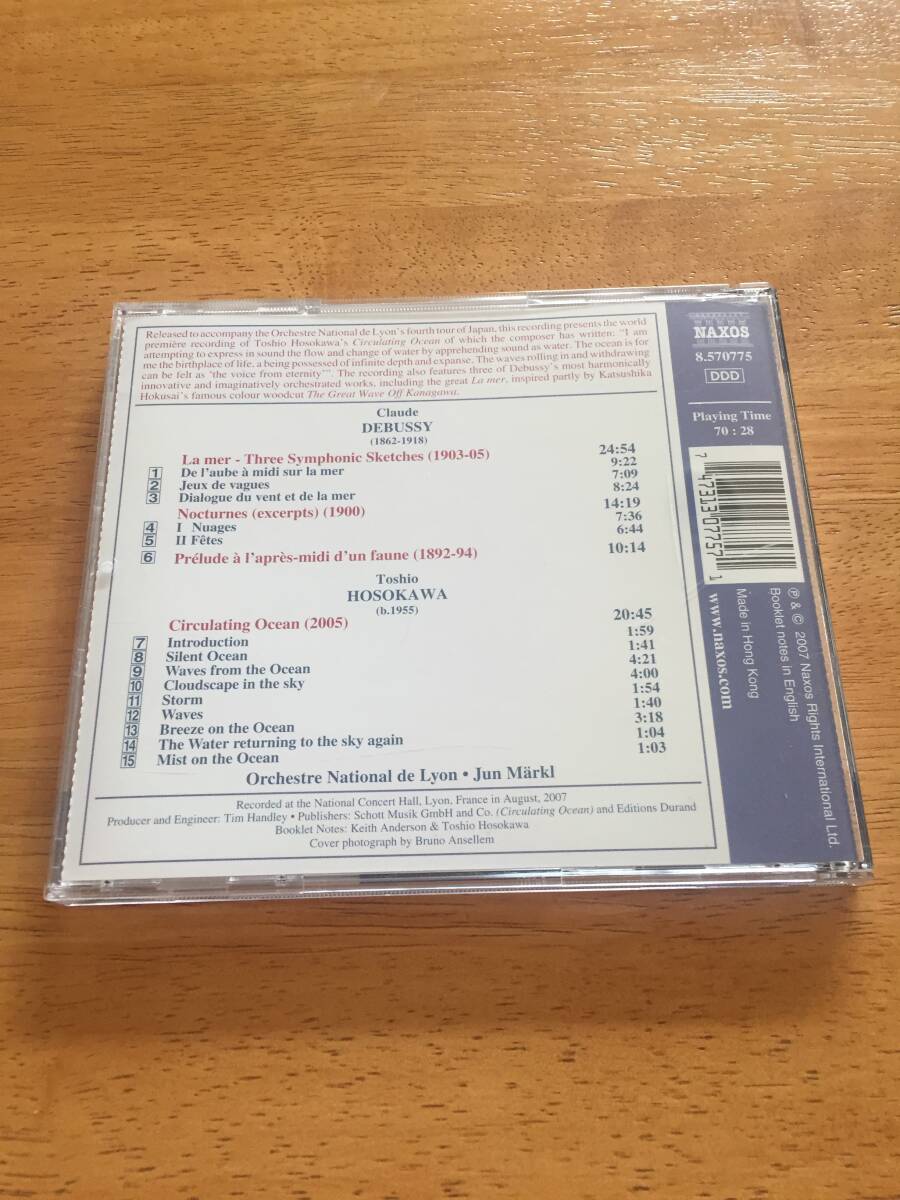 Released to accompany the Orchestre National de Lyon's fourth tour of Japan, this recording presents the world
première recording of Toshio Hosokawa's Circulating Ocean of which the composer has written: "I am
attempting to express in sound the flow and change of water by apprehending sound as water. The ocean is for
me the birthplace of life, a being possessed of infinite depth and expanse. The waves rolling in and withdrawing
can be felt as 'the voice from eternity'". The recording also features three of Debussy's most harmonically
innovative and imaginatively orchestrated works, including the great La mer, inspired partly by Katsushika
Hokusai's famous colour woodcut The Great Wave Off Kanagawa.
Claude
DEBUSSY
(1862-1918)
La mer - Three Symphonic Sketches (1903-05) 24:54
1 De l'aube à midi sur la mer 9:22
2 Jeux de vagues 7:09
3 Dialogue du vent et de la mer 8:24
Nocturnes (excerpts) (1900) 14:19
4 I Nuages 7:36
5 II Fêtes 6:44
6 Prélude à l'après-midi d'un faune (1892-94) 10:14
Toshio
HOSOKAWA
(b.1955)
Circulating Ocean (2005) 20:45
7 Introduction 1:59
8 Silent Ocean 1:41
9 Waves from the Ocean 4:21
10 Cloudscape in the sky 4:00
11 Storm 1:54
12 Waves 1:40
13 Breeze on the Ocean 3:18
14 The Water returning to the sky again 1:04
15 Mist on the Ocean 1:03
Orchestre National de Lyon • Jun Märkl
Recorded at the National Concert Hall, Lyon, France in August, 2007
Producer and Engineer: Tim Handley • Publishers: Schott Musik GmbH and Co. (Circulating Ocean) and Editions Durand
Booklet Notes: Keith Anderson & Toshio Hosokawa
Cover photograph by Bruno Ansellem
NAXOS
8.570775
DDD
Playing Time
70 : 28
7 47313 07757 1
℗ & © 2007 Naxos Rights International Ltd.
Booklet notes in English
Made in Hong Kong
www.naxos.com